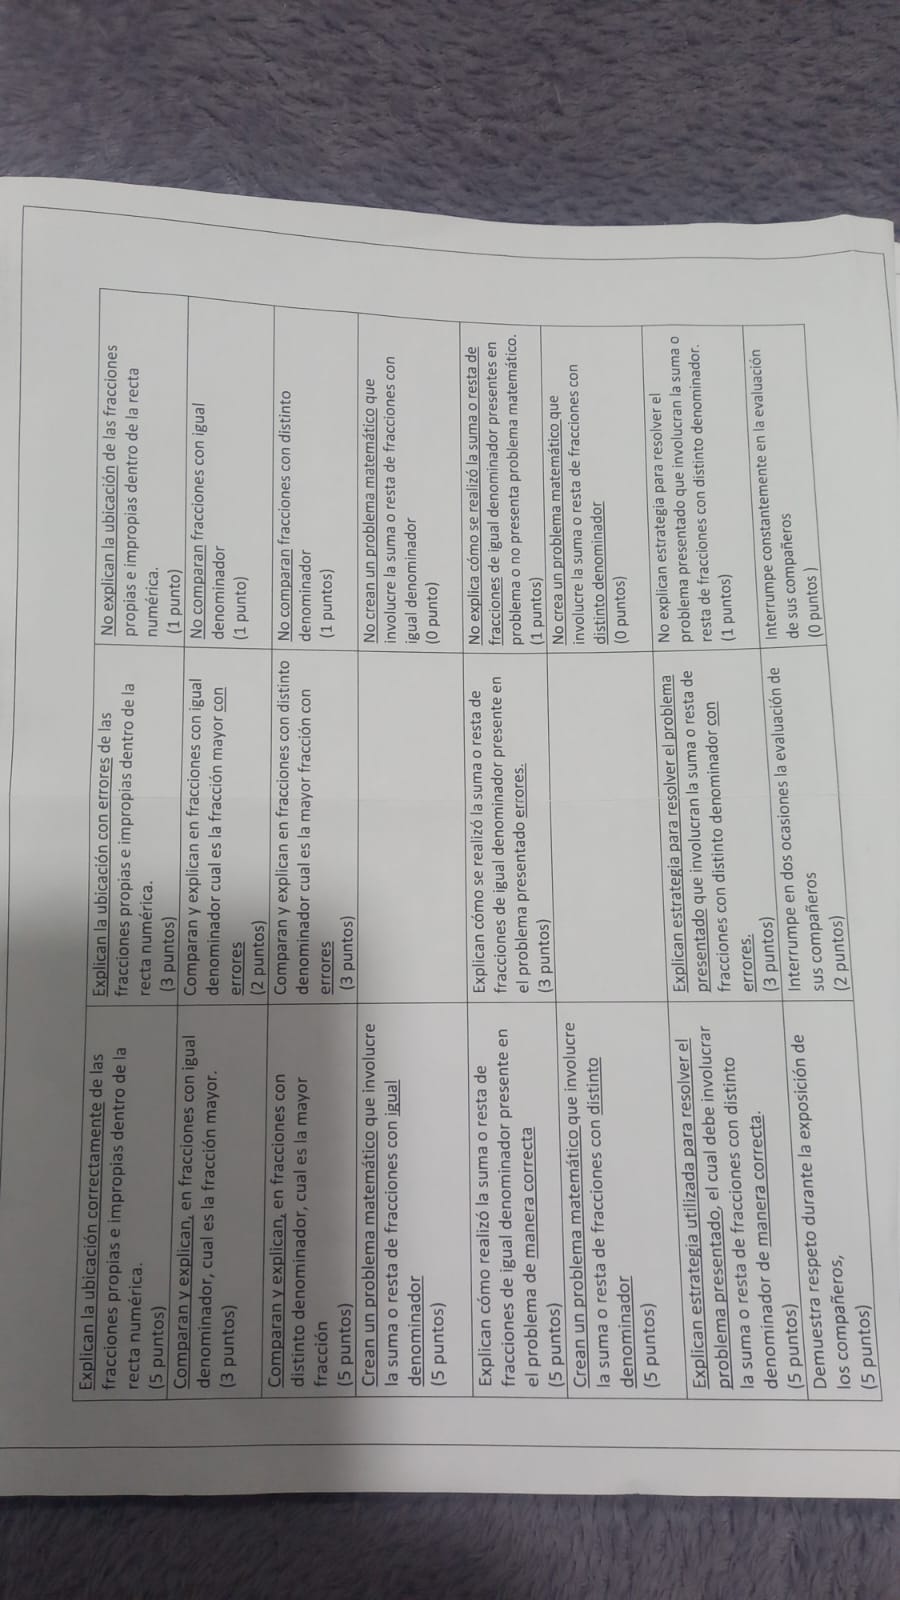 Explican la ubicación correctamente de las
fracciones propias e impropias dentro de la
recta numérica.
(5 puntos)
Explican la ubicación con errores de las
fracciones propias e impropias dentro de la
recta numérica.
(3 puntos)
No explican la ubicación de las fracciones
propias e impropias dentro de la recta
numérica.
(1 punto)
Comparan y explican, en fracciones con igual
denominador, cual es la fracción mayor.
(3 puntos)
Comparan y explican en fracciones con igual
denominador cual es la fracción mayor con
errores
(2 puntos)
No comparan fracciones con igual
denominador
(1 punto)
Comparan y explican, en fracciones con
distinto denominador, cual es la mayor
fracción
(5 puntos)
Comparan y explican en fracciones con distinto
denominador cual es la mayor fracción con
errores
(3 puntos)
No comparan fracciones con distinto
denominador
(1 puntos)
Crean un problema matemático que involucre
la suma o resta de fracciones con igual
denominador
(5 puntos)
No crean un problema matemático que
involucre la suma o resta de fracciones con
igual denominador
(0 punto)
Explican cómo realizó la suma o resta de
fracciones de igual denominador presente en
el problema de manera correcta
(5 puntos)
Explican cómo se realizó la suma o resta de
fracciones de igual denominador presente en
el problema presentado errores.
(3 puntos)
No explica cómo se realizó la suma o resta de
fracciones de igual denominador presentes en
problema o no presenta problema matemático.
(1 puntos)
Crean un problema matemático que involucre
la suma o resta de fracciones con distinto
denominador
(5 puntos)
No crea un problema matemático que
involucre la suma o resta de fracciones con
distinto denominador
(0 puntos)
Explican estrategia utilizada para resolver el
problema presentado, el cual debe involucrar
la suma o resta de fracciones con distinto
denominador de manera correcta.
(5 puntos)
Explican estrategia para resolver el problema
presentado que involucran la suma o resta de
fracciones con distinto denominador con
errores.
(3 puntos)
No explican estrategia para resolver el
problema presentado que involucran la suma o
resta de fracciones con distinto denominador.
(1 puntos)
Demuestra respeto durante la exposición de
los compañeros,
(5 puntos)
Interrumpe en dos ocasiones la evaluación de
sus compañeros
(2 puntos)
Interrumpe constantemente en la evaluación
de sus compañeros
(0 puntos )